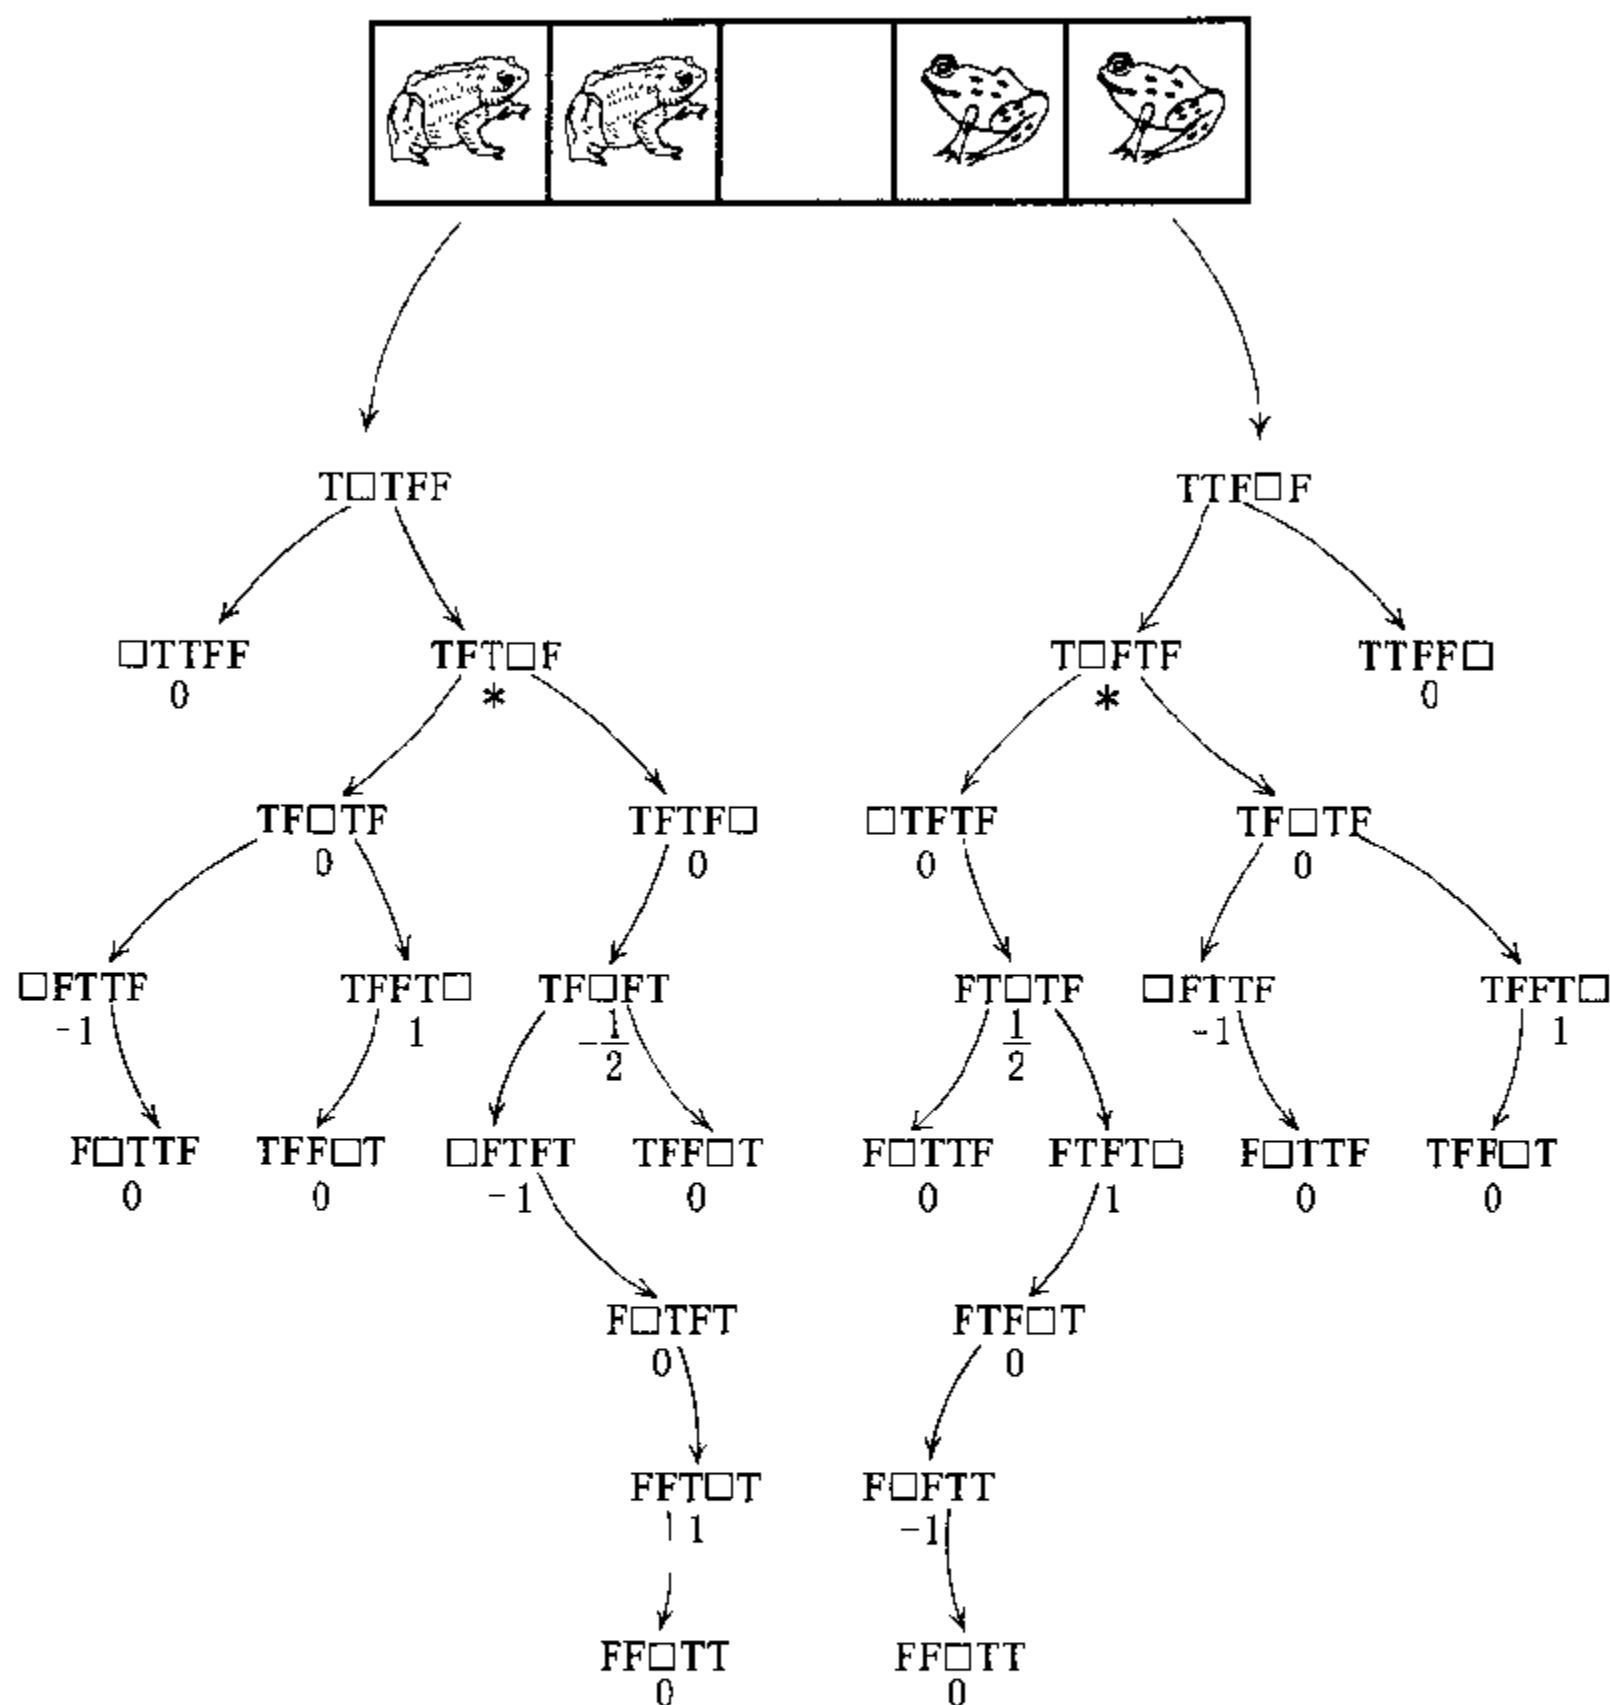 T□TFF TTF□F
□TTFF TFT□F T□FTF TTFF□
0 * * 0
TF□TF TFTF□ □TFTF TF□TF
0 0 0 0
□FTTF TFFT□ TF□FT FT□TF □FTTF TFFT□
-1 1 -1/2 1/2 -1 1
F□TTF TFF□T □FTFT TFF□T F□TTF FTFT□ F□TTF TFF□T
0 0 -1 0 0 1 0 0
F□TFT FTF□T
0 0
FFT□T F□FTT
1 -1
FF□TT FF□TT
0 0